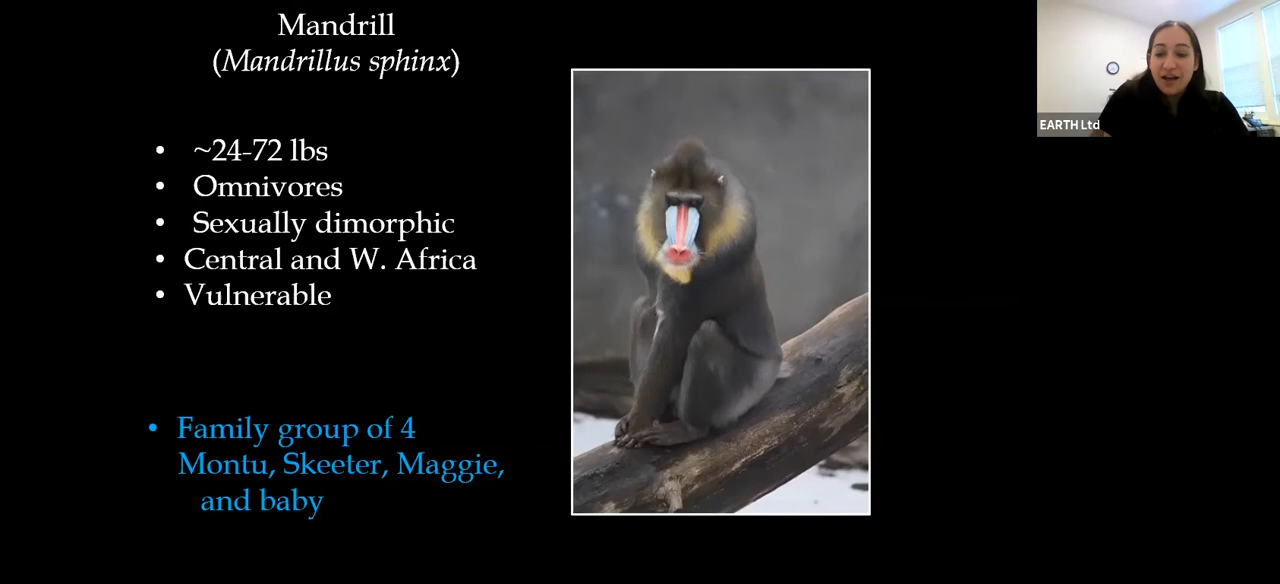 Mandrill
(Mandrillus sphinx)
• ~24-72 lbs
• Omnivores
• Sexually dimorphic
• Central and W. Africa
• Vulnerable
• Family group of 4
Montu, Skeeter, Maggie,
and baby
EARTH Ltd